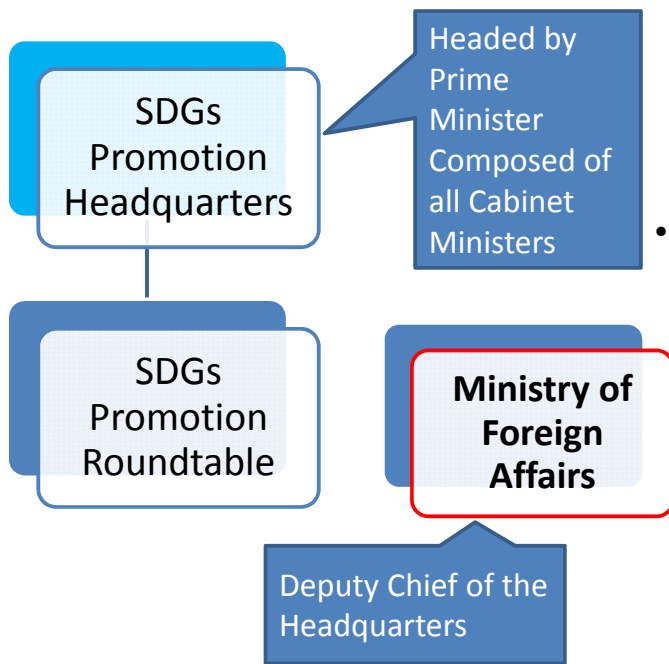 SDGs
Promotion
Headquarters
Headed by
Prime
Minister
Composed of
all Cabinet
Ministers
•
SDGs
Promotion
Roundtable
Ministry of
Foreign
Affairs
Deputy Chief of the
Headquarters